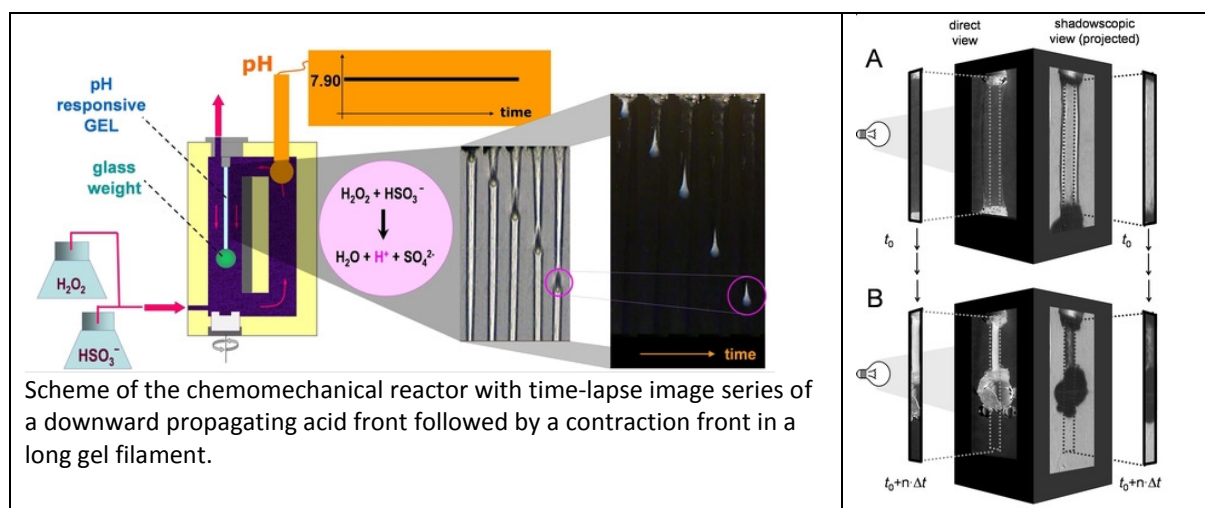 pH
responsive
GEL
glass
weight
H₂O₂
HSO₃⁻
pH
7.90
time
H₂O₂ + HSO₃⁻
H₂O + H⁺ + SO₄²⁻
time
Scheme of the chemomechanical reactor with time-lapse image series of
a downward propagating acid front followed by a contraction front in a
long gel filament.
direct
view
shadowscopic
view (projected)
A
t₀
t₀
B
t₀+n·Δt
t₀+n·Δt